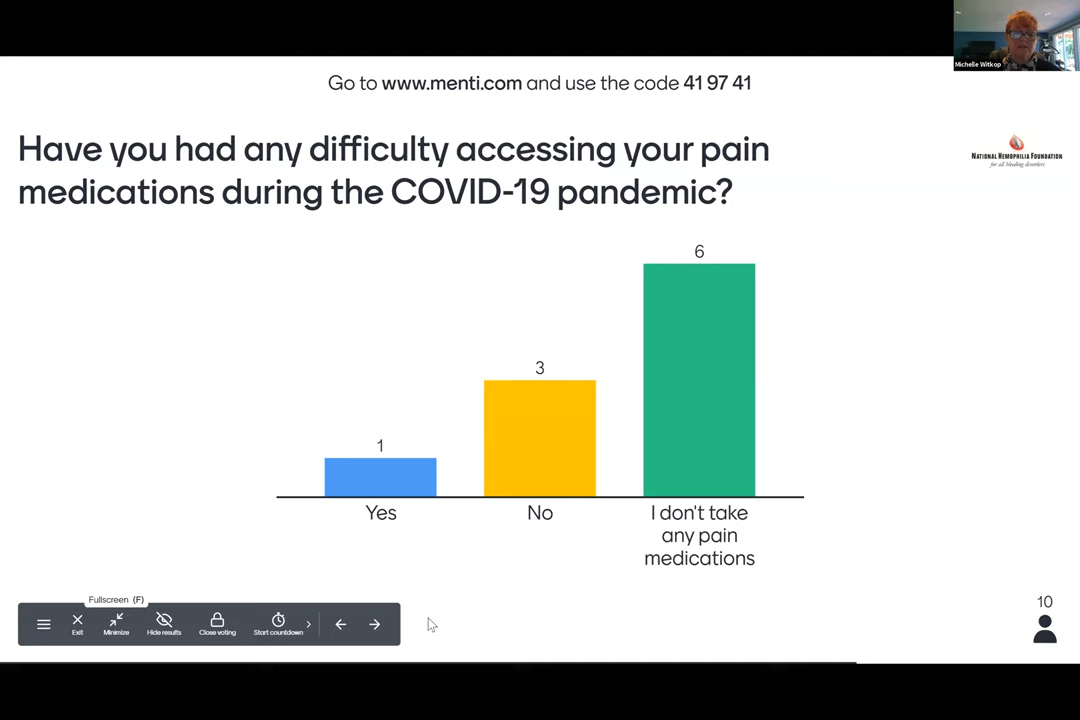 Michelle Witkop
Go to www.menti.com and use the code 41 97 41
Have you had any difficulty accessing your pain
medications during the COVID-19 pandemic?
NATIONAL HEMOPHILIA FOUNDATION
for all bleeding disorders
1
3
6
Yes
No
I don't take
any pain
medications
Fullscreen (F)
Exit
Minimize
Hide results
Close voting
Start countdown
10